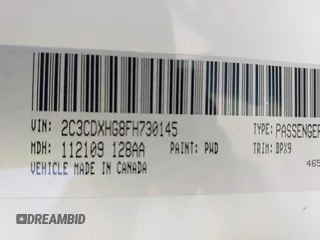 VIN: 2C3CDXHG8FH730145 TYPE: PASSENGER
MDH: 112109 128AA PAINT: PWD TRIM: BPX9
VEHICLE MADE IN CANADA 465
DREAMBID